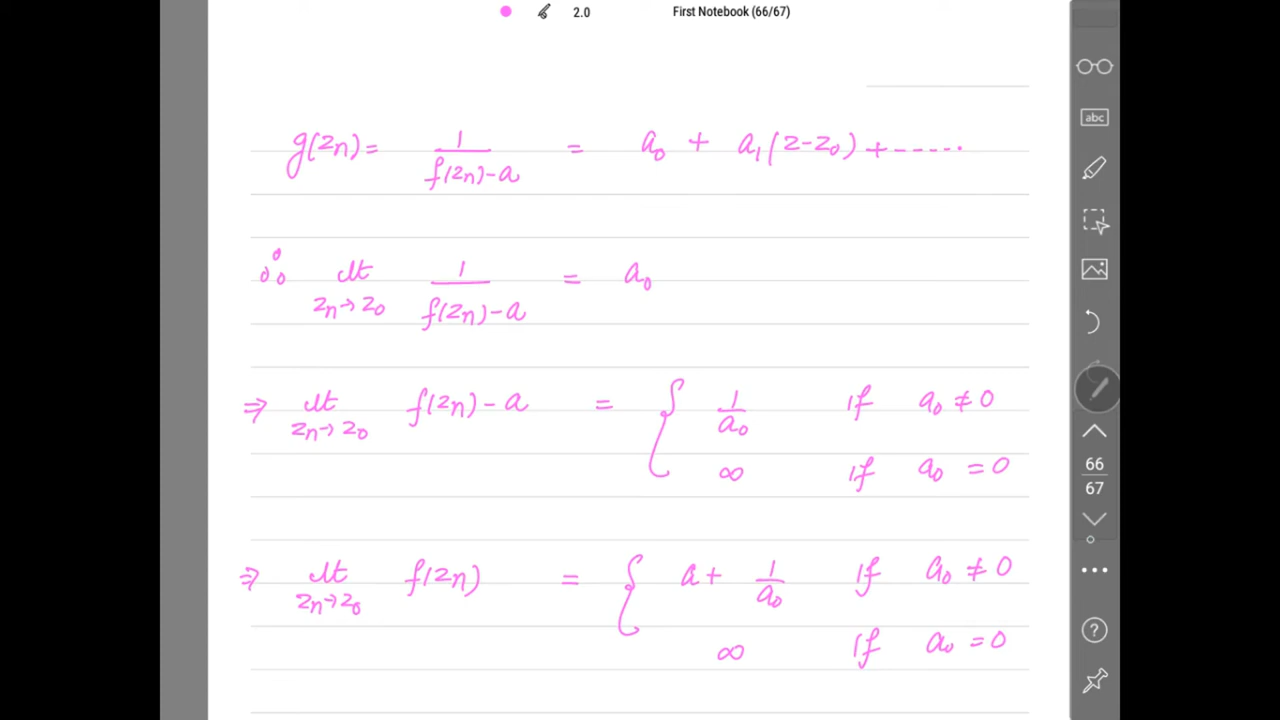 2.0 First Notebook (66/67)
g(zn) = 1/(f(zn)-a) = a₀ + a₁(z-z₀) + -----.
abc
∴ lt zn→z₀ 1/(f(zn)-a) = a₀
⇒ lt zn→z₀ f(zn)-a = { 1/a₀ if a₀ ≠ 0
∞ if a₀ = 0
66
67
⇒ lt zn→z₀ f(zn) = { a + 1/a₀ if a₀ ≠ 0
∞ if a₀ = 0